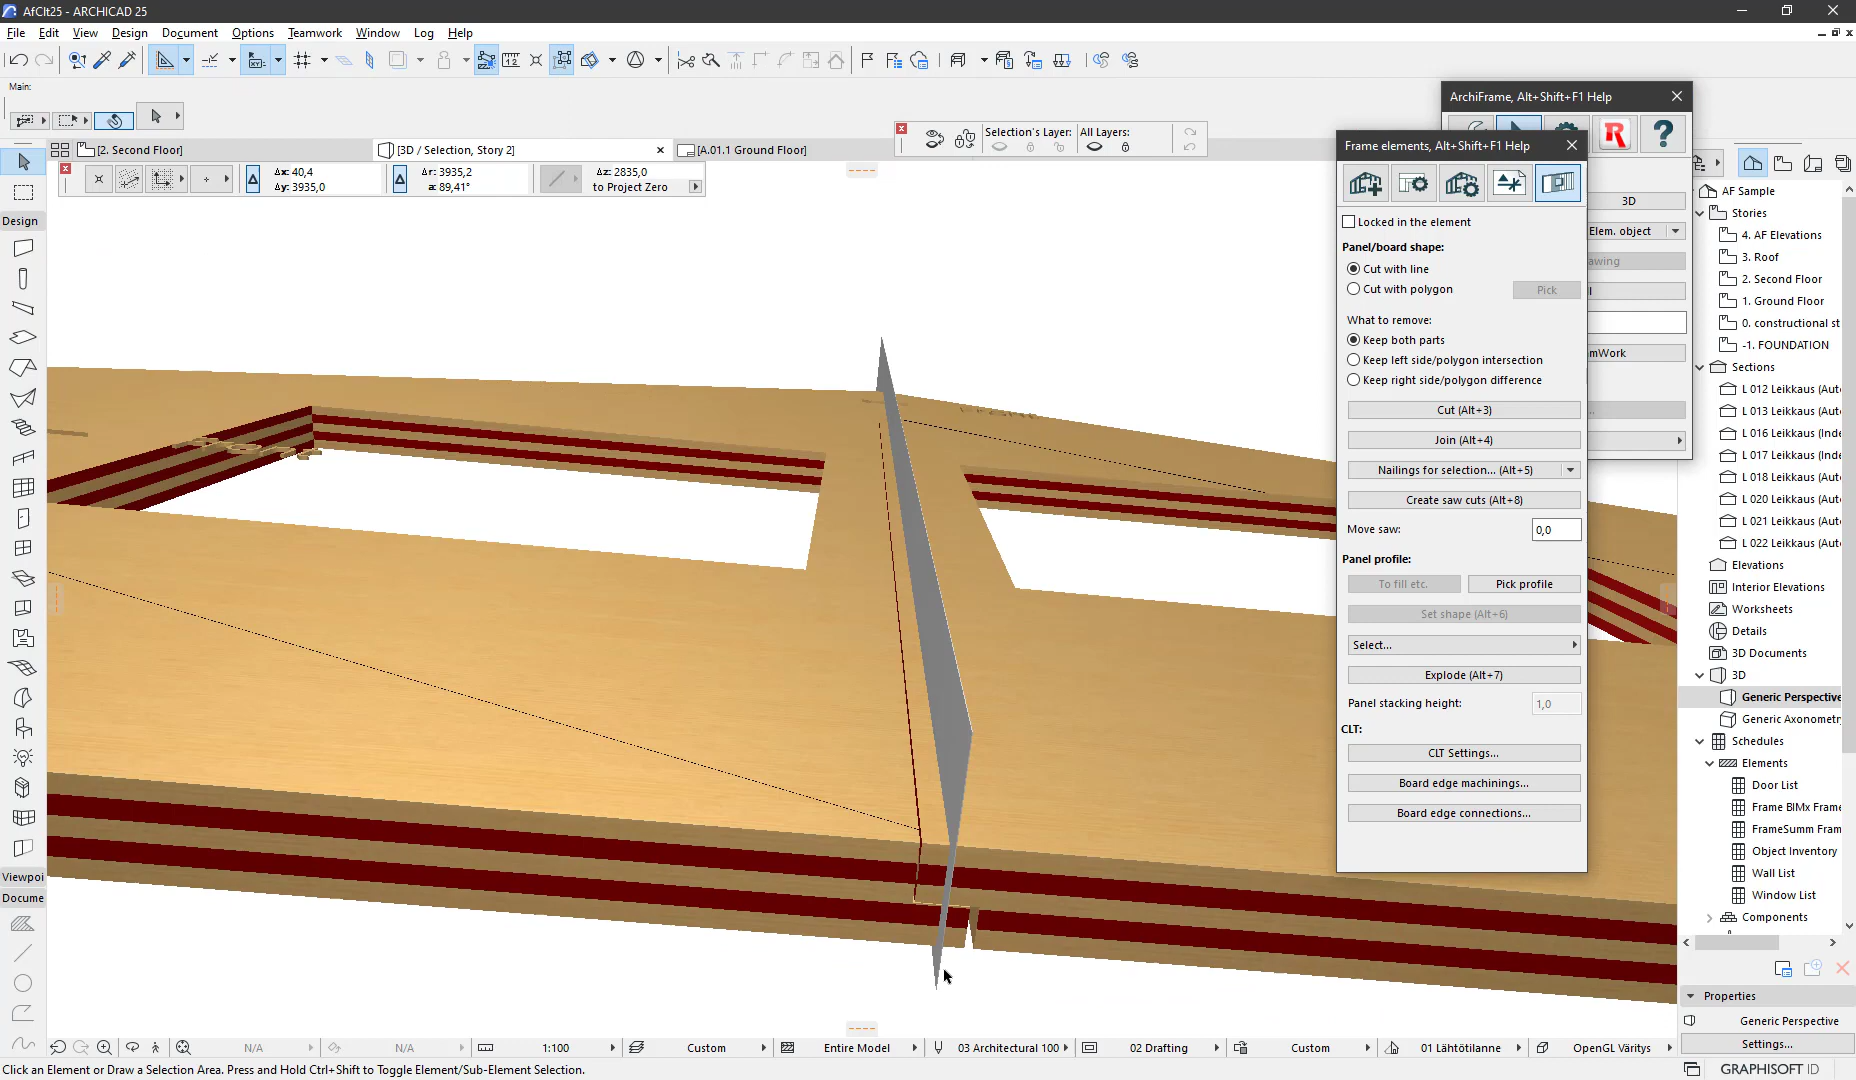 AfClt25 - ARCHICAD 25
File Edit View Design Document Options Teamwork Window Log Help
Main:
ArchiFrame, Alt+Shift+F1 Help
Selection's Layer: All Layers:
[2. Second Floor]
[3D / Selection, Story 2]
[A.01.1 Ground Floor]
Δx: 40,4
Δy: 3935,0
Δr: 3935,2
a: 89,41°
Δz: 2835,0
to Project Zero
Frame elements, Alt+Shift+F1 Help
Locked in the element
Panel/board shape:
Cut with line
Cut with polygon
Pick
What to remove:
Keep both parts
Keep left side/polygon intersection
Keep right side/polygon difference
Cut (Alt+3)
Join (Alt+4)
Nailings for selection... (Alt+5)
Create saw cuts (Alt+8)
Move saw: 0,0
Panel profile:
To fill etc. Pick profile
Set shape (Alt+6)
Select...
Explode (Alt+7)
Panel stacking height: 1,0
CLT:
CLT Settings...
Board edge machinings...
Board edge connections...
3D
Elem. object
awing
mWork
Design
Viewpoi
Docume
AF Sample
Stories
4. AF Elevations
3. Roof
2. Second Floor
1. Ground Floor
0. constructional st
-1. FOUNDATION
Sections
L 012 Leikkaus (Aut
L 013 Leikkaus (Aut
L 016 Leikkaus (Inde
L 017 Leikkaus (Inde
L 018 Leikkaus (Aut
L 020 Leikkaus (Aut
L 021 Leikkaus (Aut
L 022 Leikkaus (Aut
Elevations
Interior Elevations
Worksheets
Details
3D Documents
3D
Generic Perspective
Generic Axonometr
Schedules
Elements
Door List
Frame BIMx Frame
FrameSumm Fram
Object Inventory
Wall List
Window List
Components
Properties
Generic Perspective
Settings...
N/A N/A 1:100 Custom Entire Model 03 Architectural 100 02 Drafting Custom 01 Lähtötilanne OpenGL Väritys
Click an Element or Draw a Selection Area. Press and Hold Ctrl+Shift to Toggle Element/Sub-Element Selection.
GRAPHISOFT ID